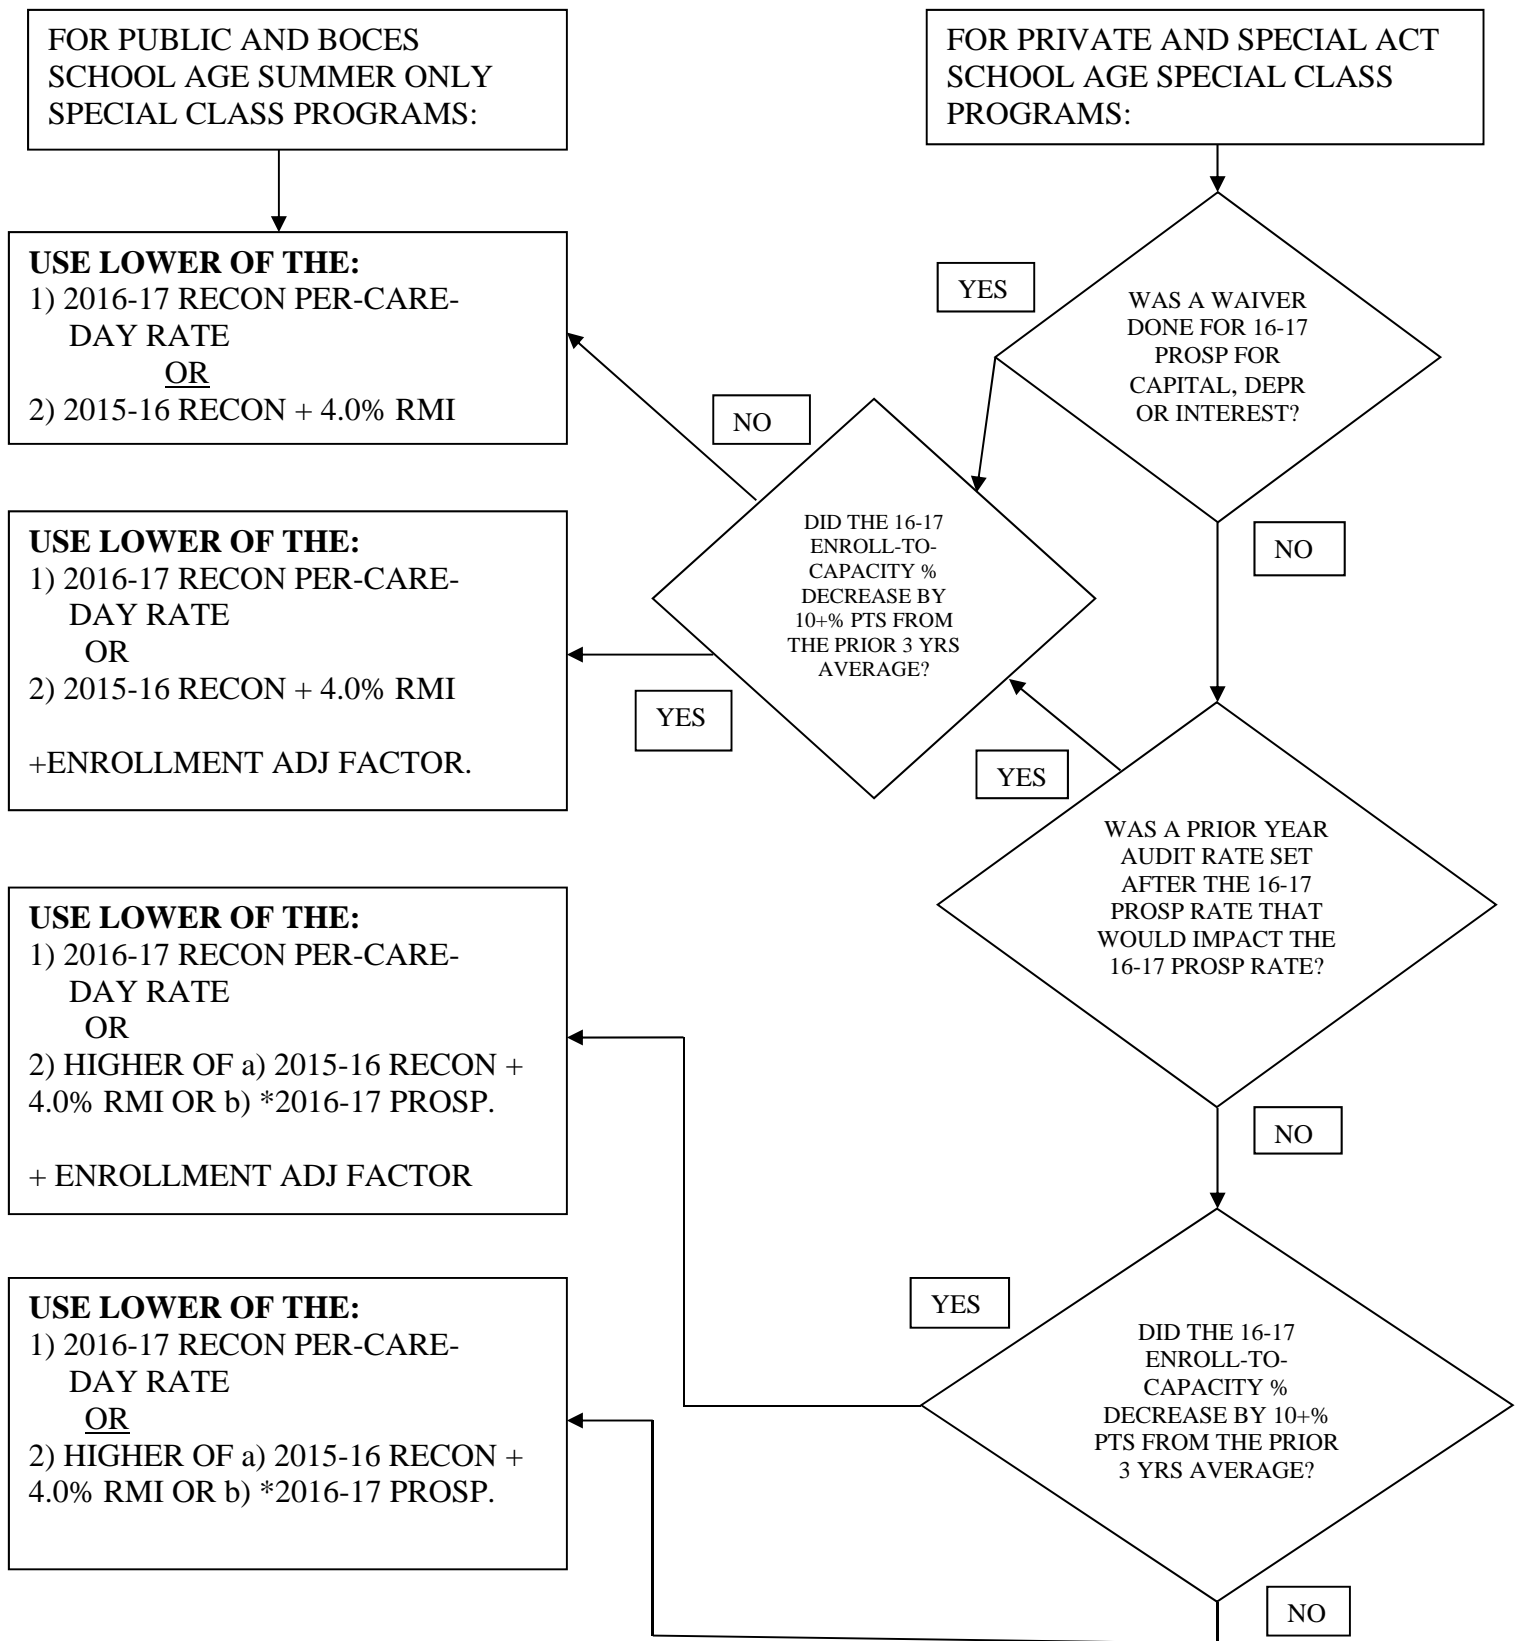 FOR PUBLIC AND BOCES
SCHOOL AGE SUMMER ONLY
SPECIAL CLASS PROGRAMS:
FOR PRIVATE AND SPECIAL ACT
SCHOOL AGE SPECIAL CLASS
PROGRAMS:
USE LOWER OF THE:
1) 2016-17 RECON PER-CARE-
DAY RATE
OR
2) 2015-16 RECON + 4.0% RMI
YES
WAS A WAIVER
DONE FOR 16-17
PROSP FOR
CAPITAL, DEPR
OR INTEREST?
NO
NO
DID THE 16-17
ENROLL-TO-
CAPACITY %
DECREASE BY
10+% PTS FROM
THE PRIOR 3 YRS
AVERAGE?
USE LOWER OF THE:
1) 2016-17 RECON PER-CARE-
DAY RATE
OR
2) 2015-16 RECON + 4.0% RMI
+ENROLLMENT ADJ FACTOR.
YES
YES
WAS A PRIOR YEAR
AUDIT RATE SET
AFTER THE 16-17
PROSP RATE THAT
WOULD IMPACT THE
16-17 PROSP RATE?
NO
USE LOWER OF THE:
1) 2016-17 RECON PER-CARE-
DAY RATE
OR
2) HIGHER OF a) 2015-16 RECON +
4.0% RMI OR b) *2016-17 PROSP.
+ ENROLLMENT ADJ FACTOR
YES
DID THE 16-17
ENROLL-TO-
CAPACITY %
DECREASE BY 10+%
PTS FROM THE PRIOR
3 YRS AVERAGE?
NO
USE LOWER OF THE:
1) 2016-17 RECON PER-CARE-
DAY RATE
OR
2) HIGHER OF a) 2015-16 RECON +
4.0% RMI OR b) *2016-17 PROSP.